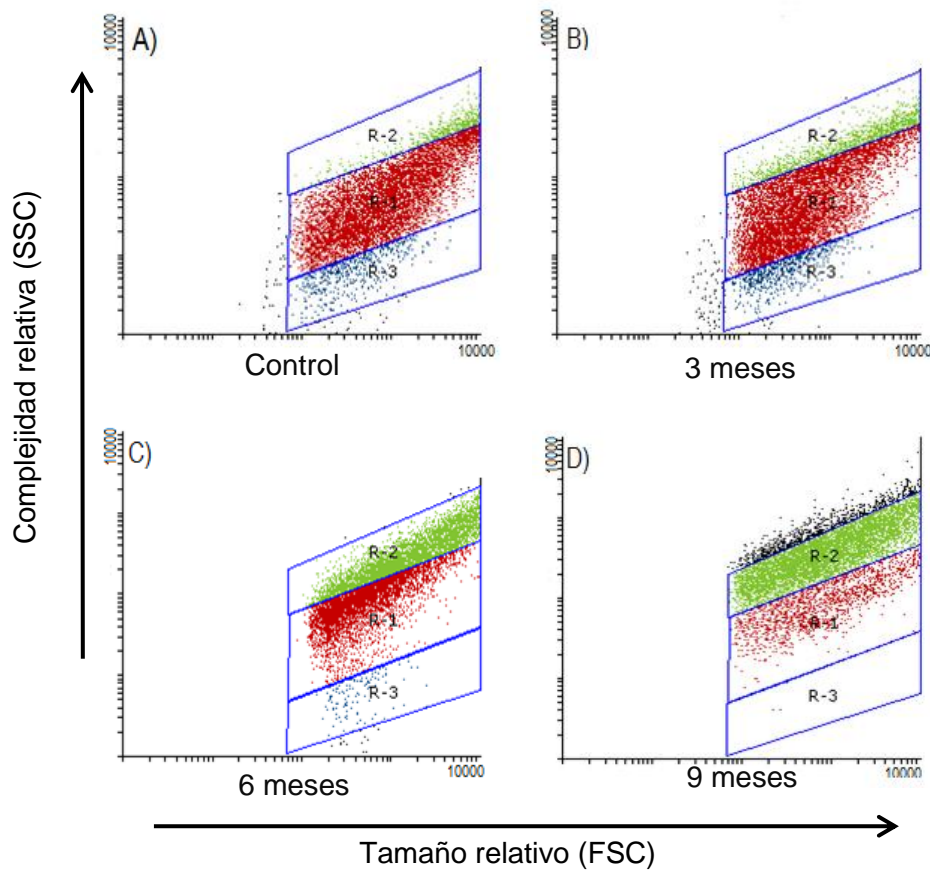 A)
10000
R-2
R-1
R-3
10000
Control
B)
10000
R-2
R-1
R-3
10000
3 meses
C)
10000
R-2
R-1
R-3
10000
6 meses
D)
10000
R-2
R-1
R-3
10000
9 meses
Complejidad relativa (SSC)
Tamaño relativo (FSC)